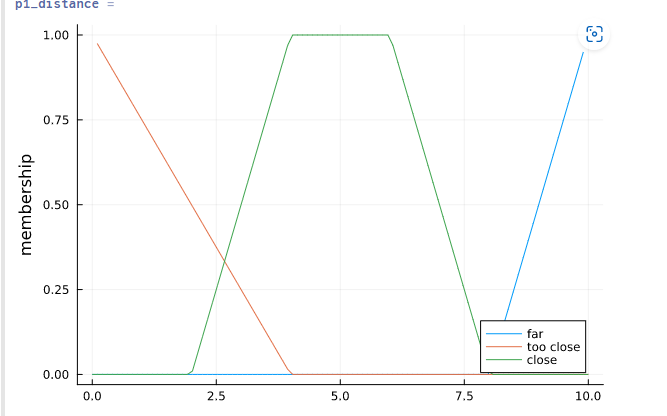 p1_distance =
1.00
0.75
membership
0.50
0.25
0.00
far
too close
close
0.0 2.5 5.0 7.5 10.0